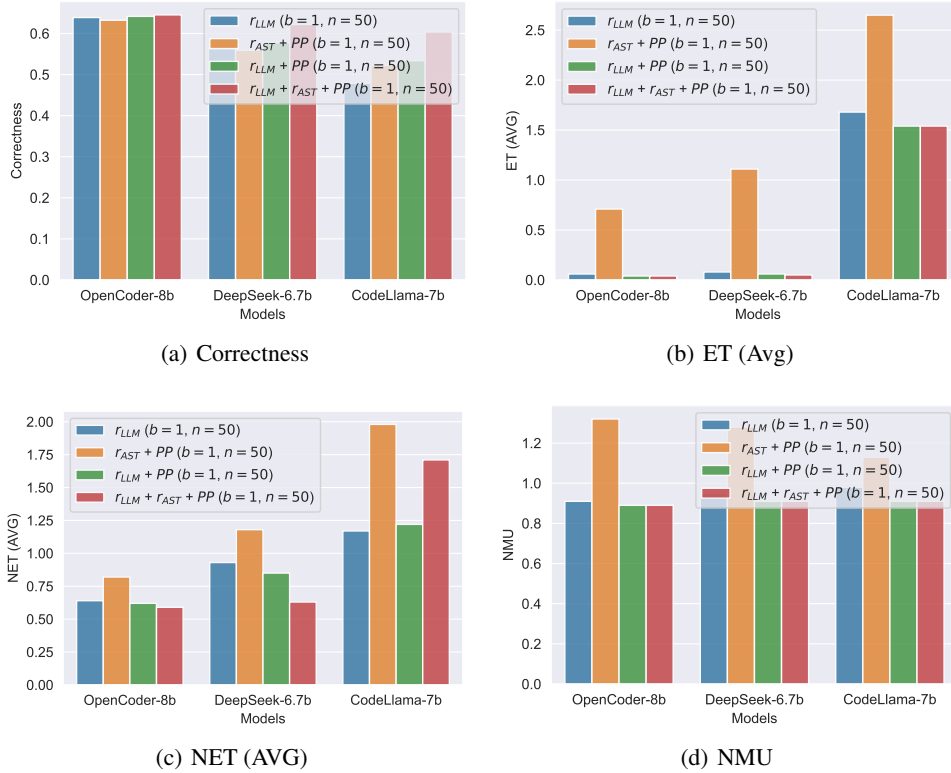 Correctness
0.6
0.5
0.4
0.3
0.2
0.1
0.0
r_LLM (b = 1, n = 50)
r_AST + PP (b = 1, n = 50)
r_LLM + PP (b = 1, n = 50)
r_LLM + r_AST + PP (b = 1, n = 50)
OpenCoder-8b DeepSeek-6.7b CodeLlama-7b
Models
(a) Correctness
ET (AVG)
2.5
2.0
1.5
1.0
0.5
0.0
r_LLM (b = 1, n = 50)
r_AST + PP (b = 1, n = 50)
r_LLM + PP (b = 1, n = 50)
r_LLM + r_AST + PP (b = 1, n = 50)
OpenCoder-8b DeepSeek-6.7b CodeLlama-7b
Models
(b) ET (Avg)
NET (AVG)
2.00
1.75
1.50
1.25
1.00
0.75
0.50
0.25
0.00
r_LLM (b = 1, n = 50)
r_AST + PP (b = 1, n = 50)
r_LLM + PP (b = 1, n = 50)
r_LLM + r_AST + PP (b = 1, n = 50)
OpenCoder-8b DeepSeek-6.7b CodeLlama-7b
Models
(c) NET (AVG)
NMU
1.2
1.0
0.8
0.6
0.4
0.2
0.0
r_LLM (b = 1, n = 50)
r_AST + PP (b = 1, n = 50)
r_LLM + PP (b = 1, n = 50)
r_LLM + r_AST + PP (b = 1, n = 50)
OpenCoder-8b DeepSeek-6.7b CodeLlama-7b
Models
(d) NMU